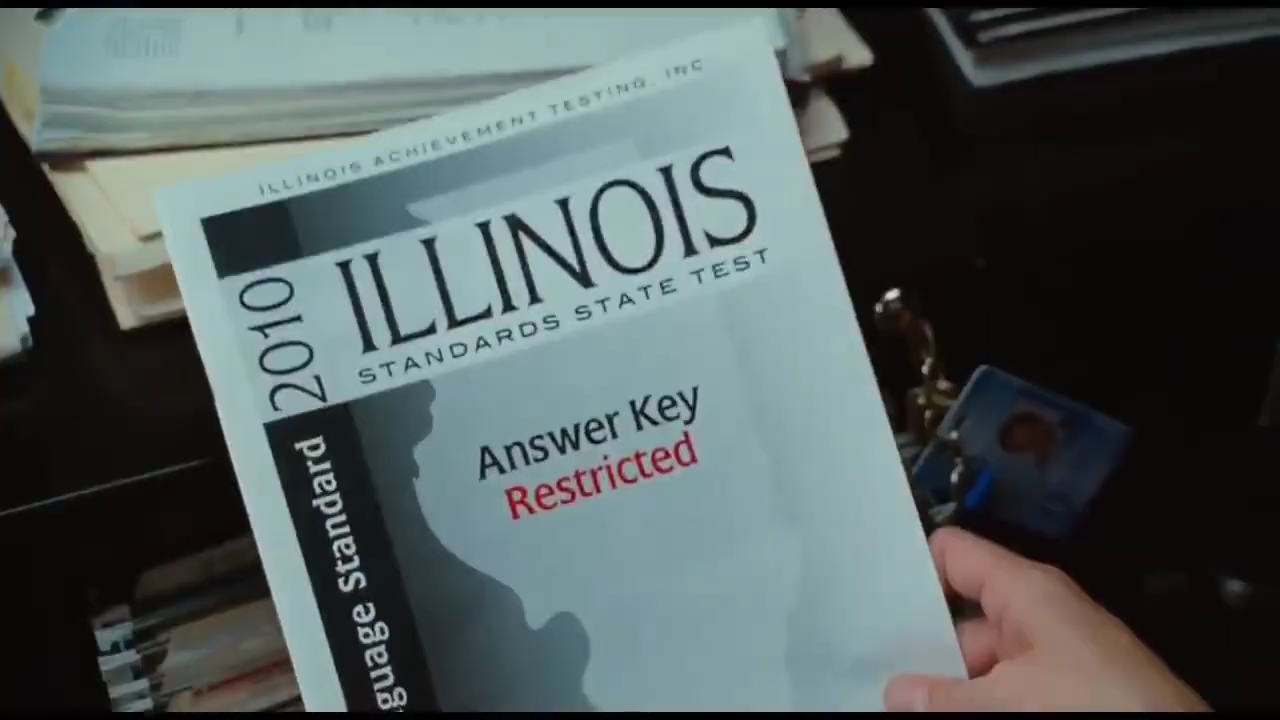 ILLINOIS ACHIEVEMENT TESTING, INC
ILLINOIS
STANDARDS STATE TEST
2010
Answer Key
Restricted
guage Standard